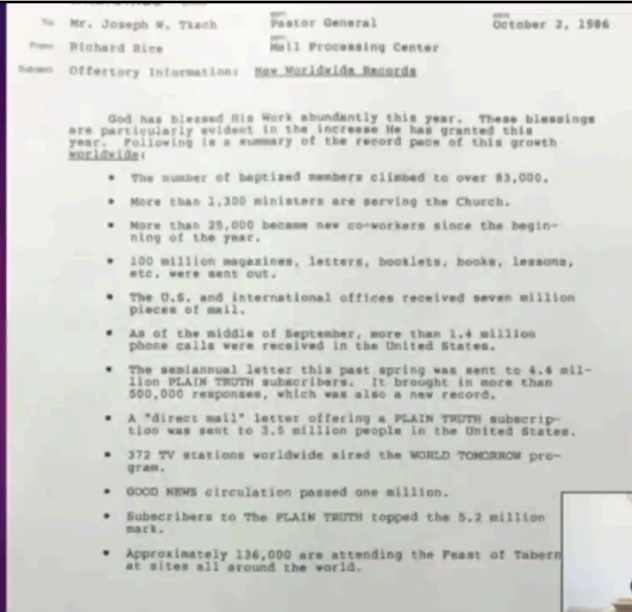 To Mr. Joseph W. Tkach Pastor General October 2, 1986
From Richard Rice Mail Processing Center
Subject Offertory Information: New Worldwide Records
God has blessed His Work abundantly this year. These blessings
are particularly evident in the increase He has granted this
year. Following is a summary of the record pace of this growth
worldwide:
• The number of baptized members climbed to over 83,000.
• More than 1,300 ministers are serving the Church.
• More than 25,000 became new co-workers since the begin-
ning of the year.
• 100 million magazines, letters, booklets, books, lessons,
etc. were sent out.
• The U.S. and international offices received seven million
pieces of mail.
• As of the middle of September, more than 1.4 million
phone calls were received in the United States.
• The semiannual letter this past spring was sent to 4.4 mil-
lion PLAIN TRUTH subscribers. It brought in more than
500,000 responses, which was also a new record.
• A "direct mail" letter offering a PLAIN TRUTH subscrip-
tion was sent to 3.5 million people in the United States.
• 372 TV stations worldwide aired the WORLD TOMORROW pro-
gram.
• GOOD NEWS circulation passed one million.
• Subscribers to The PLAIN TRUTH topped the 5.2 million
mark.
• Approximately 136,000 are attending the Feast of Tabern
at sites all around the world.